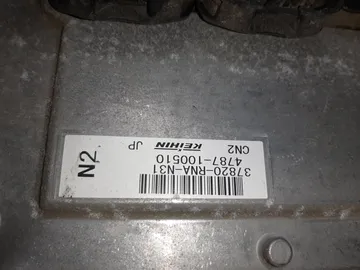 37820-RNA-N31
4787-100510
KEIHIN JP
CN2
N2